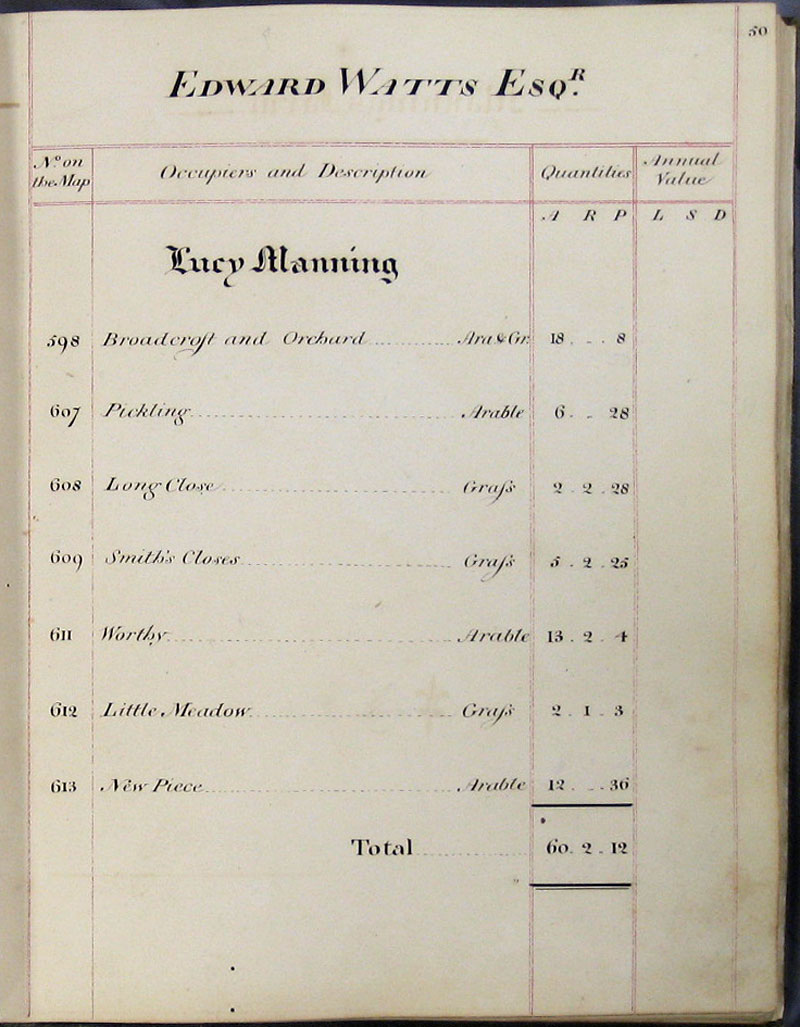 50
EDWARD WATTS ESQ.R
No. on the Map Occupiers and Description Quantities Annual Value
A R P L S D
Lucy Manning
598 Broadcroft and Orchard Ara & Gr: 18 . - . 8
607 Pickling Arable 6 . - 28
608 Long Close Graſs 2 . 2 . 28
609 Smith's Closes Graſs 5 . 2 . 25
611 Worthy Arable 13 . 2 . 4
612 Little Meadow Graſs 2 . 1 . 3
613 New Piece Arable 12 . - . 36
Total 60 . 2 . 12